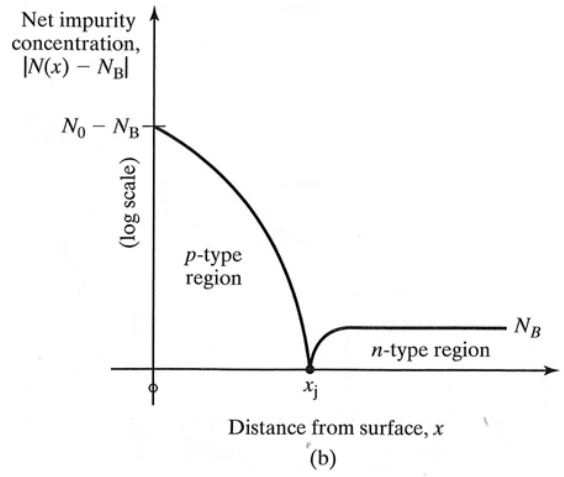 Net impurity
concentration,
|N(x) − N_B|
N_0 − N_B
(log scale)
p-type
region
N_B
n-type region
0
x_j
Distance from surface, x
(b)